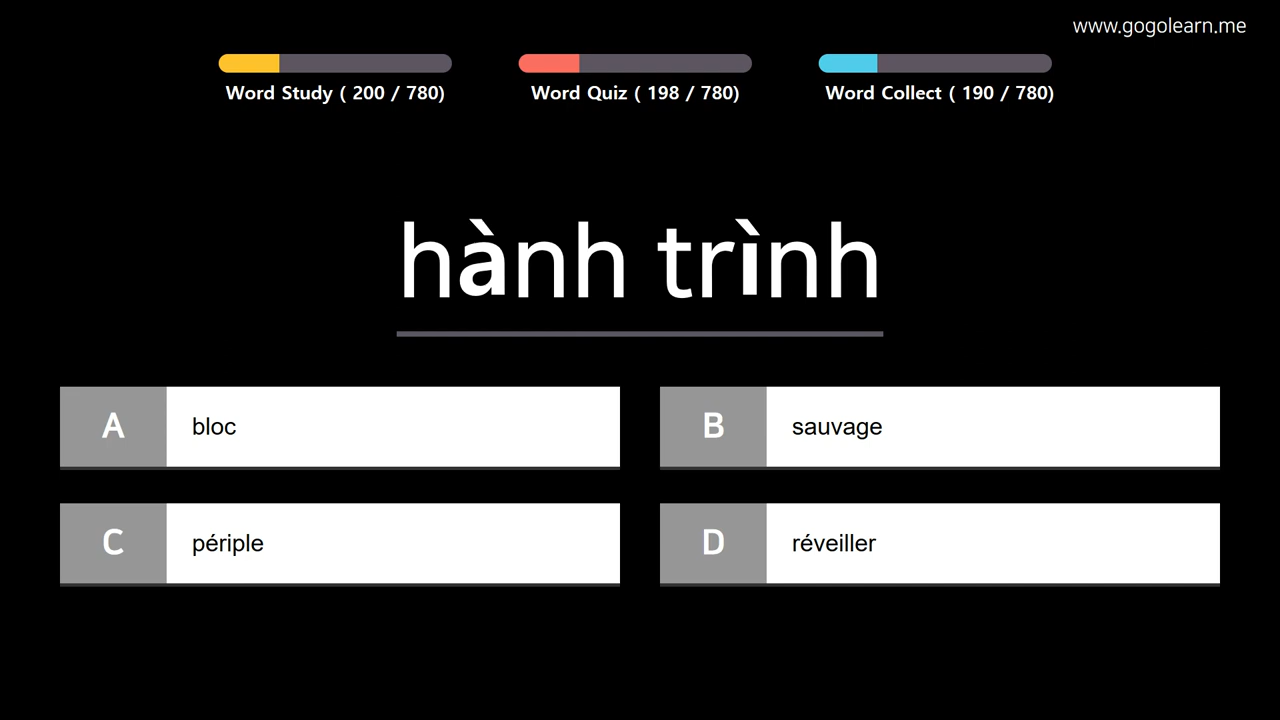 www.gogolearn.me
Word Study ( 200 / 780)
Word Quiz ( 198 / 780)
Word Collect ( 190 / 780)
hành trình
A bloc
B sauvage
C périple
D réveiller